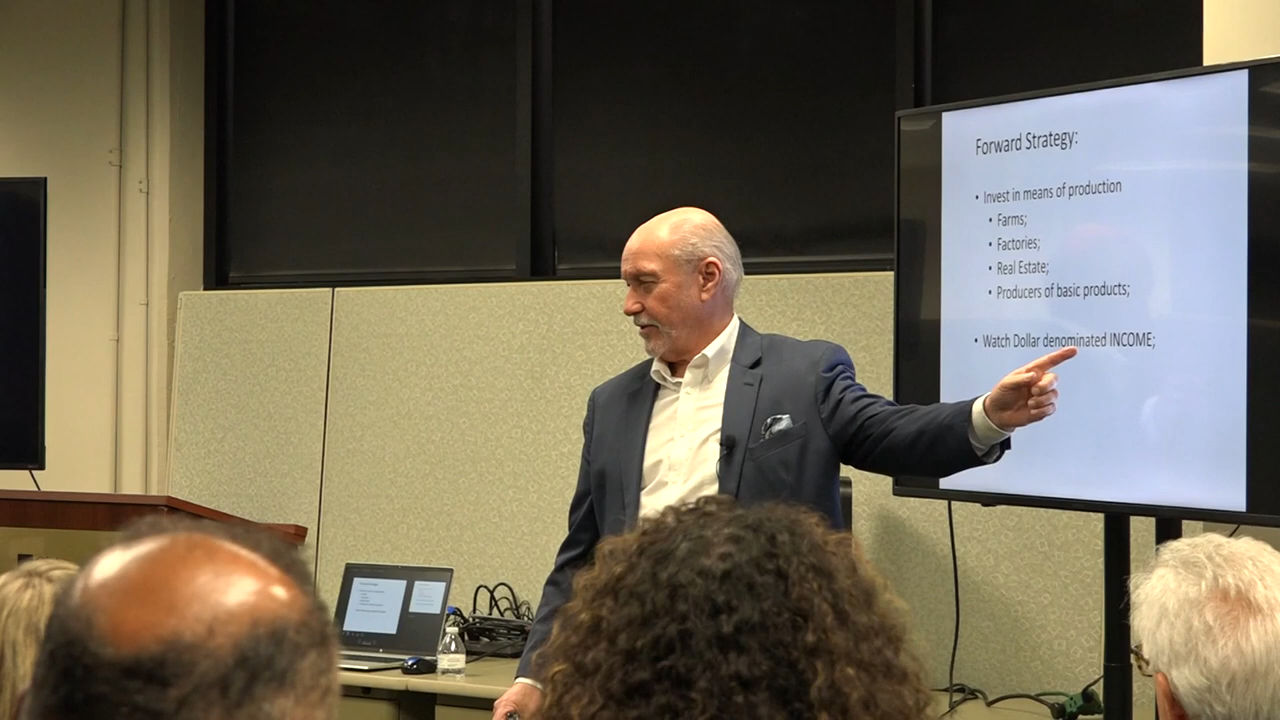 Forward Strategy:
• Invest in means of production
• Farms;
• Factories;
• Real Estate;
• Producers of basic products;
• Watch Dollar denominated INCOME;